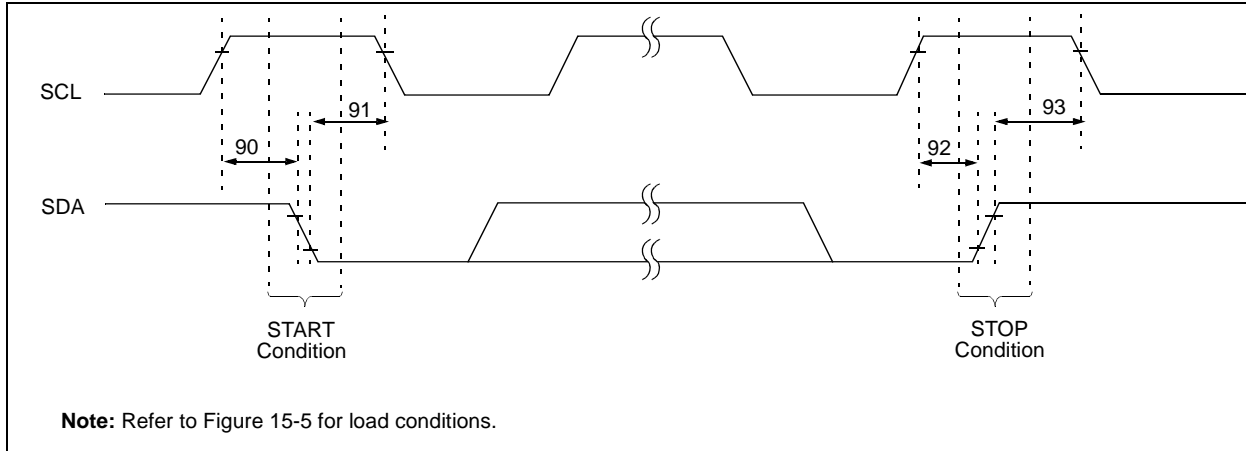 SCL
91
93
90
92
SDA
START
Condition
STOP
Condition
Note: Refer to Figure 15-5 for load conditions.